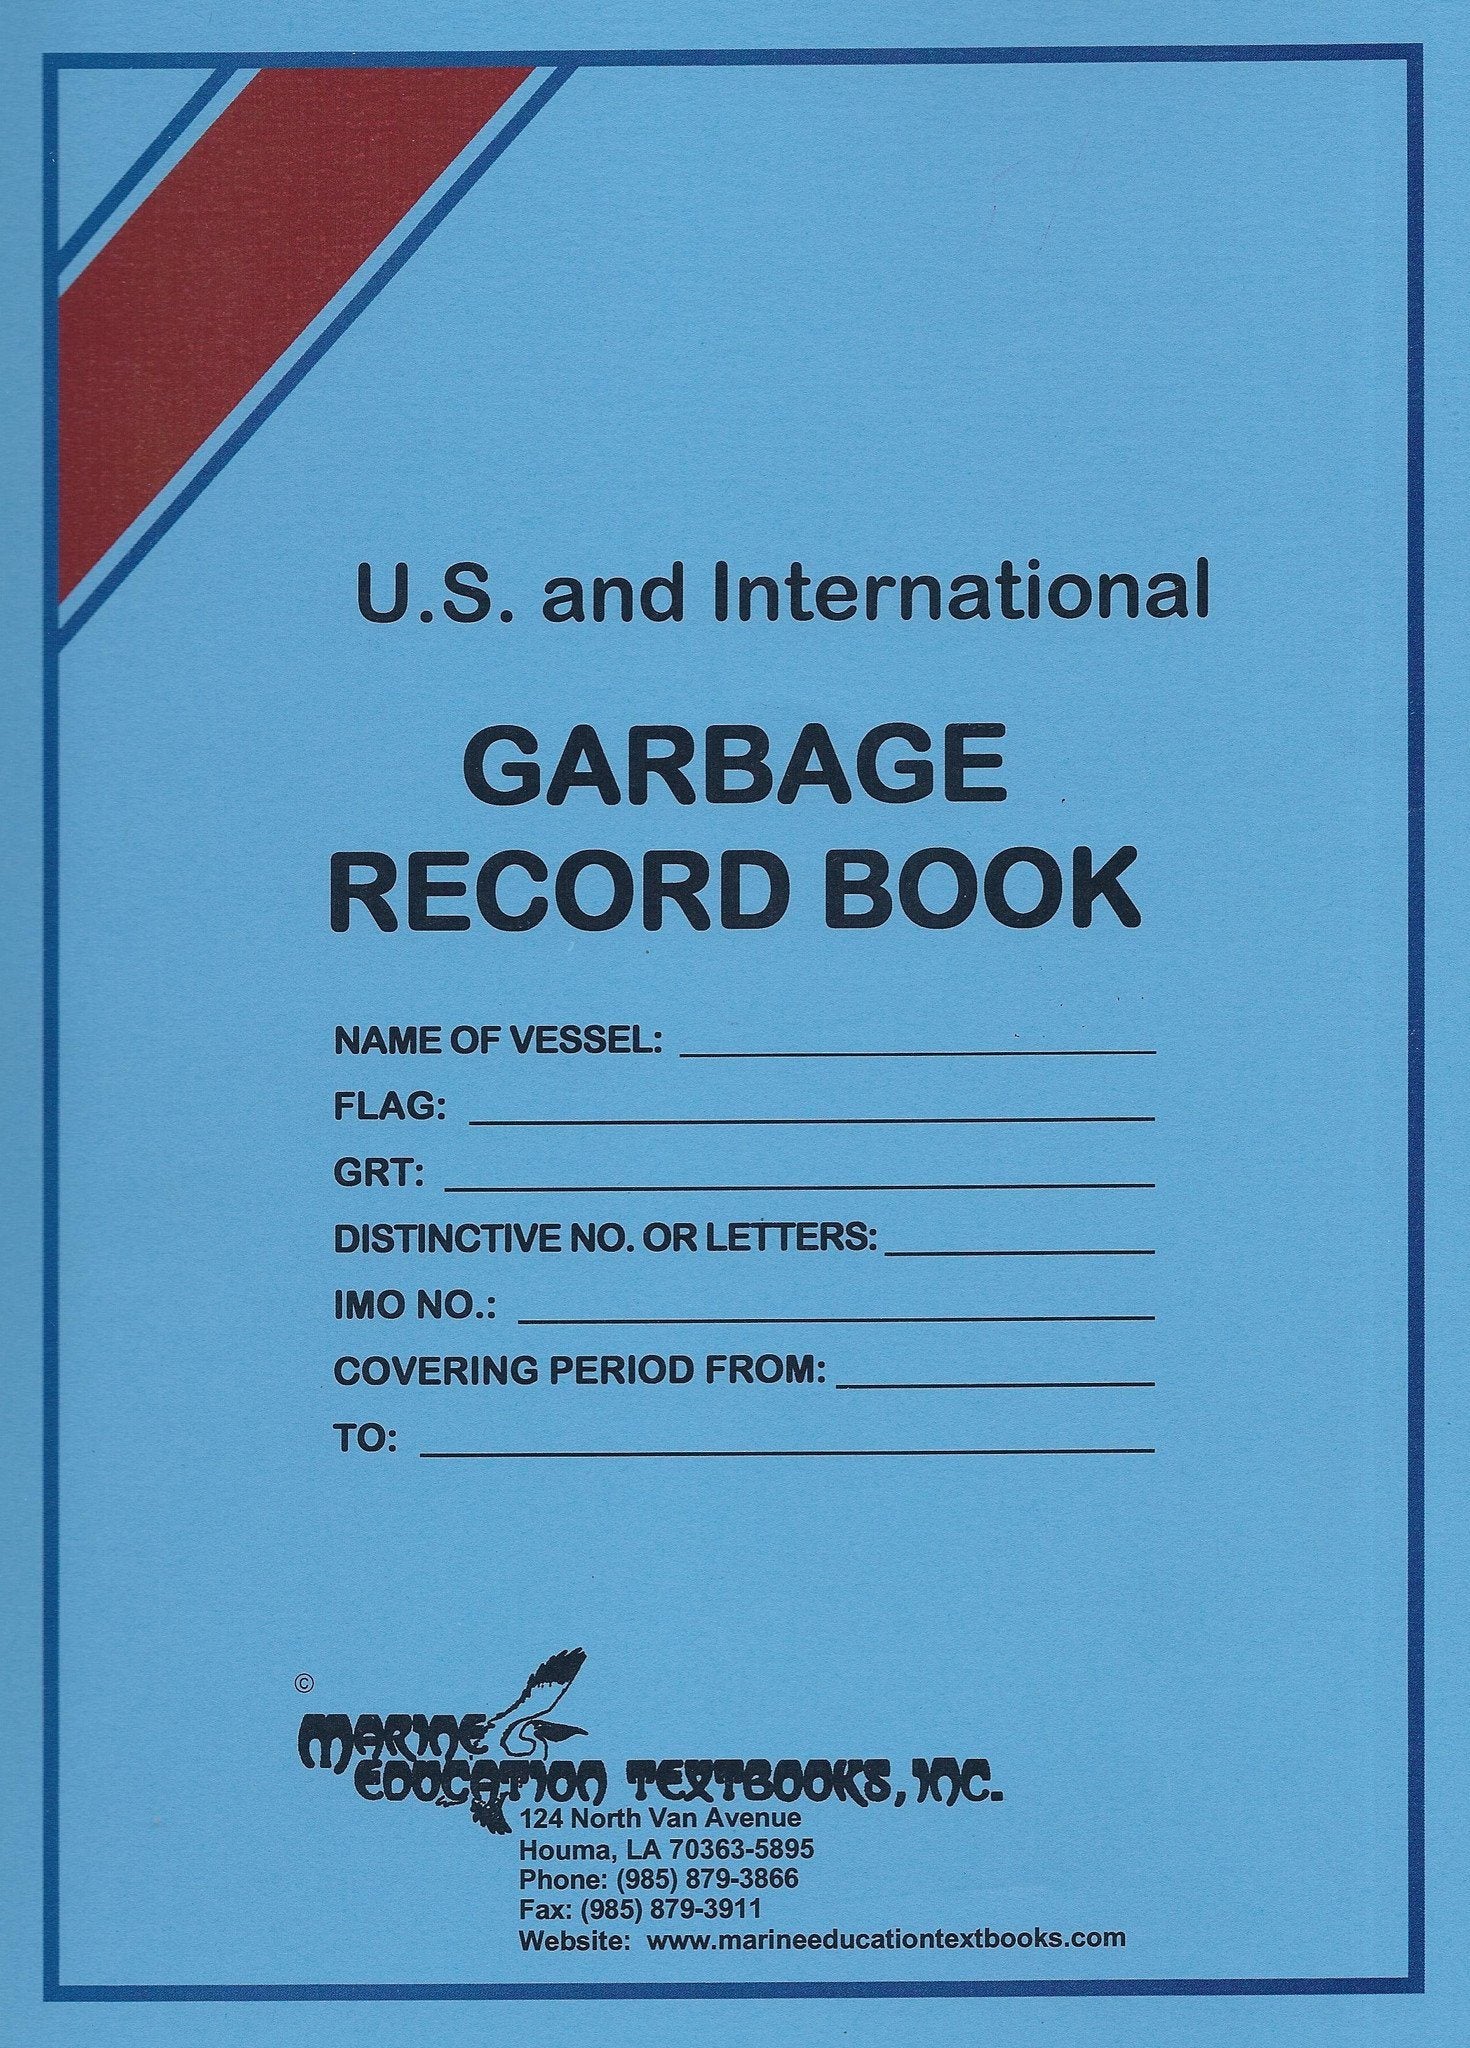 U.S. and International
GARBAGE
RECORD BOOK
NAME OF VESSEL:
FLAG:
GRT:
DISTINCTIVE NO. OR LETTERS:
IMO NO.:
COVERING PERIOD FROM:
TO:
©
MARINE
EDUCATION TEXTBOOKS, INC.
124 North Van Avenue
Houma, LA 70363-5895
Phone: (985) 879-3866
Fax: (985) 879-3911
Website: www.marineeducationtextbooks.com